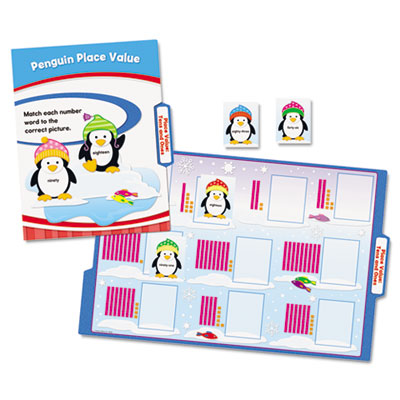 Penguin Place Value
Match each number
word to the
correct picture.
eighteen
ninety
Place Value:
Tens and Ones
eighty-three
forty-six
eighteen
Place Value:
Tens and Ones